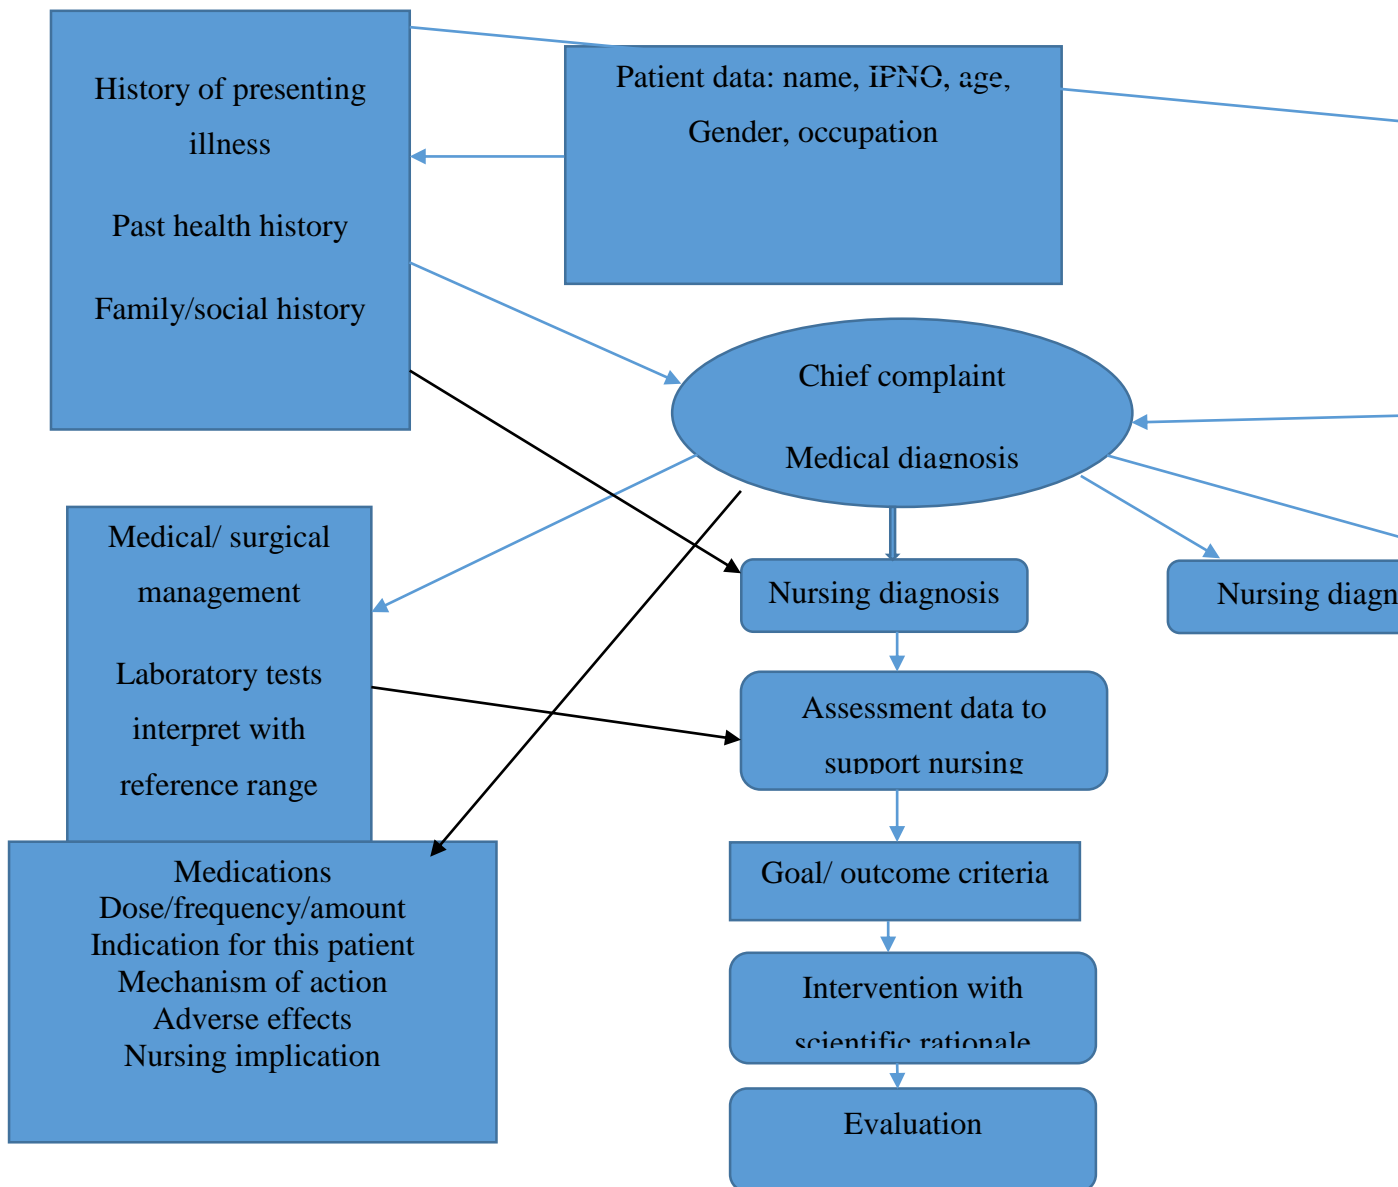 History of presenting
illness
Past health history
Family/social history
Patient data: name, IPNO, age,
Gender, occupation
Chief complaint
Medical diagnosis
Medical/ surgical
management
Laboratory tests
interpret with
reference range
Medications
Dose/frequency/amount
Indication for this patient
Mechanism of action
Adverse effects
Nursing implication
Nursing diagnosis
Assessment data to
support nursing
Goal/ outcome criteria
Intervention with
scientific rationale
Evaluation
Nursing diagn